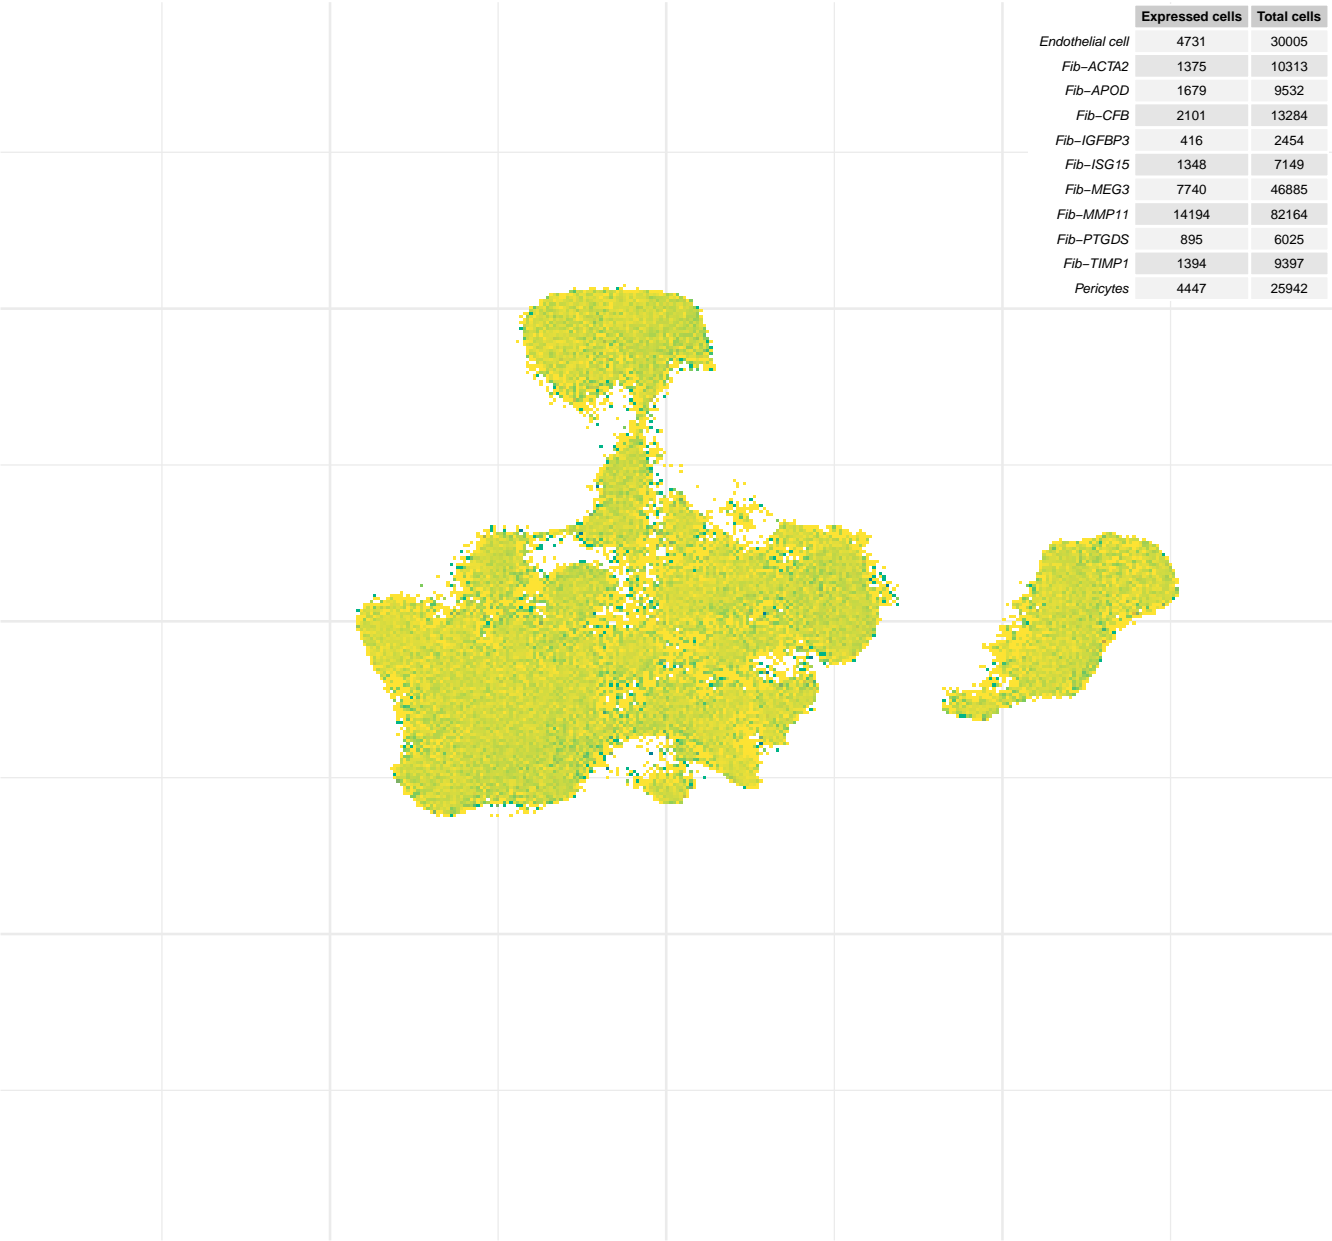 Expressed cells Total cells
Endothelial cell 4731 30005
Fib−ACTA2 1375 10313
Fib−APOD 1679 9532
Fib−CFB 2101 13284
Fib−IGFBP3 416 2454
Fib−ISG15 1348 7149
Fib−MEG3 7740 46885
Fib−MMP11 14194 82164
Fib−PTGDS 895 6025
Fib−TIMP1 1394 9397
Pericytes 4447 25942